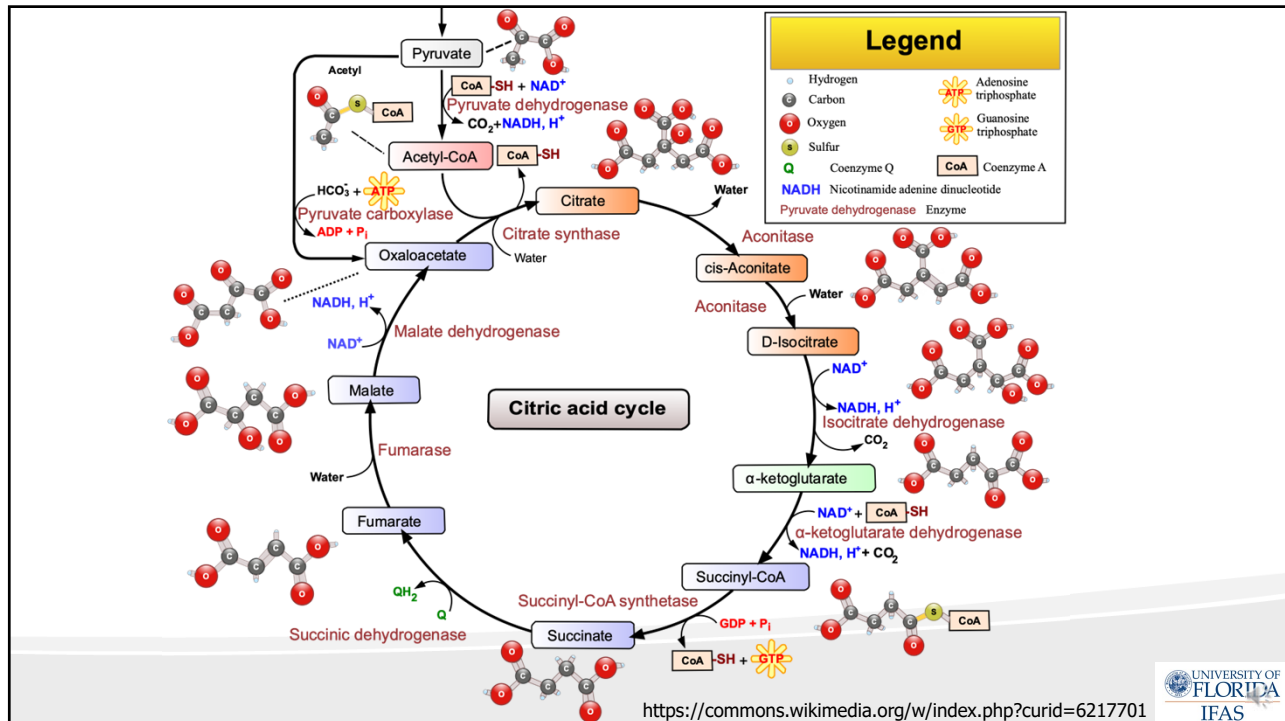 Pyruvate
Acetyl
CoA -SH + NAD+
Pyruvate dehydrogenase
CO2+NADH, H+
S
CoA
Acetyl-CoA
CoA -SH
HCO3- + ATP
Pyruvate carboxylase
ADP + Pi
Oxaloacetate
Citrate synthase
Water
Citrate
Water
Aconitase
cis-Aconitate
Water
Aconitase
D-Isocitrate
NAD+
NADH, H+
Isocitrate dehydrogenase
CO2
α-ketoglutarate
NAD+ + CoA -SH
α-ketoglutarate dehydrogenase
NADH, H+ + CO2
Succinyl-CoA
Succinyl-CoA synthetase
GDP + Pi
CoA -SH + GTP
S
CoA
Succinate
QH2
Q
Succinic dehydrogenase
Fumarate
Water
Fumarase
Malate
NADH, H+
NAD+
Malate dehydrogenase
Citric acid cycle
Legend
Hydrogen
C Carbon
O Oxygen
S Sulfur
Q Coenzyme Q
NADH Nicotinamide adenine dinucleotide
Pyruvate dehydrogenase Enzyme
ATP Adenosine
triphosphate
GTP Guanosine
triphosphate
CoA Coenzyme A
https://commons.wikimedia.org/w/index.php?curid=6217701
UNIVERSITY of
FLORIDA
IFAS